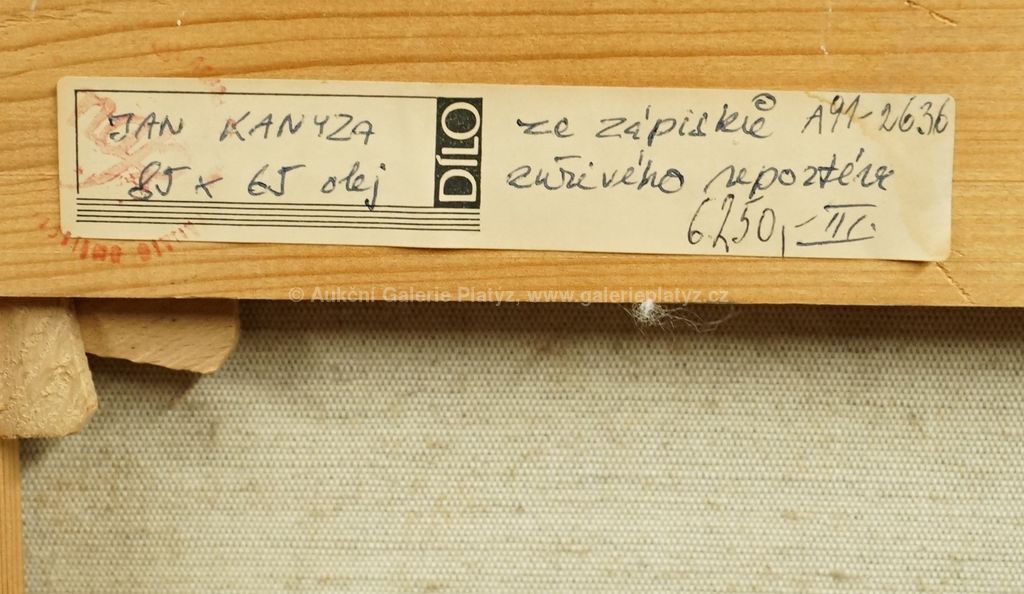 JAN KANYZA
85 x 65 olej
DÍLO
ze zápisků A91-2636
zuřivého reportéra
6250,- III.
© Aukční Galerie Platýz, www.galerieplatyz.cz